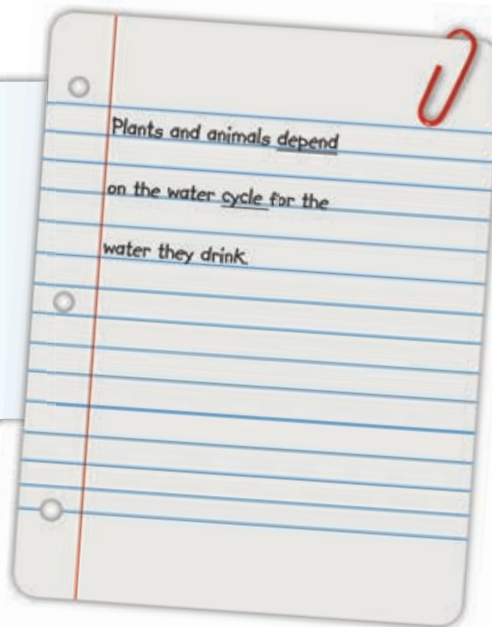 Plants and animals depend
on the water cycle for the
water they drink.